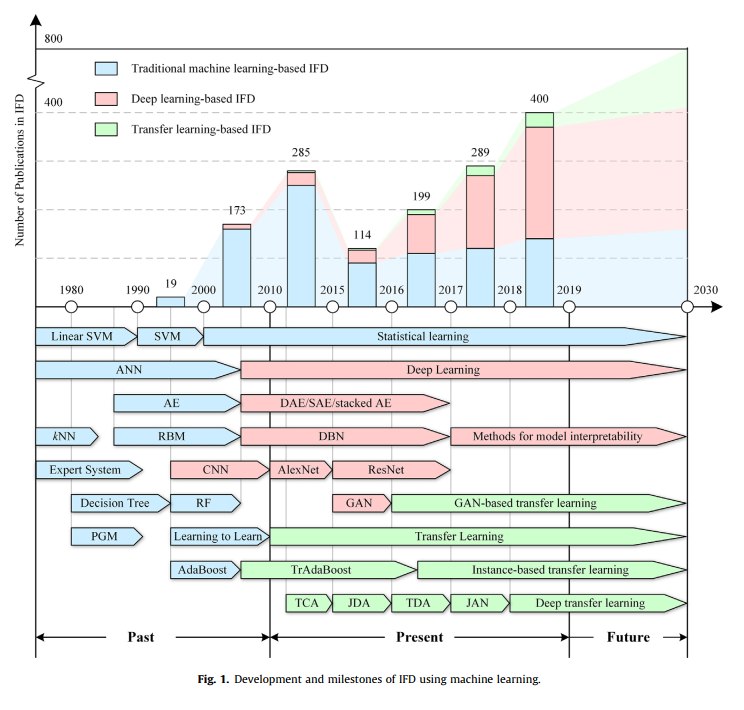 800
Traditional machine learning-based IFD
Deep learning-based IFD
400
400
Transfer learning-based IFD
Number of Publications in IFD
285
289
199
173
114
19
1980 1990 2000 2010 2015 2016 2017 2018 2019 2030
Linear SVM SVM Statistical learning
ANN Deep Learning
AE DAE/SAE/stacked AE
kNN RBM DBN Methods for model interpretability
Expert System CNN AlexNet ResNet
Decision Tree RF GAN GAN-based transfer learning
PGM Learning to Learn Transfer Learning
AdaBoost TrAdaBoost Instance-based transfer learning
TCA JDA TDA JAN Deep transfer learning
Past Present Future
Fig. 1. Development and milestones of IFD using machine learning.